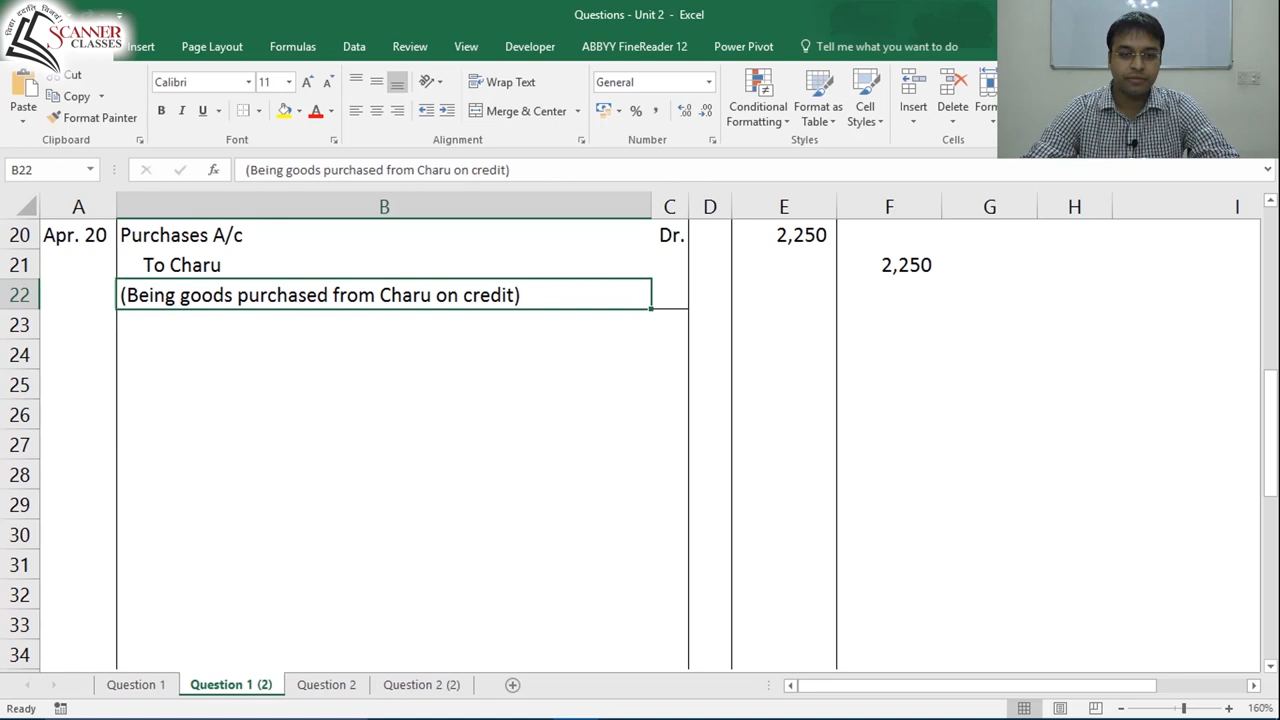 Questions - Unit 2 - Excel
SCANNER
CLASSES
Insert Page Layout Formulas Data Review View Developer ABBYY FineReader 12 Power Pivot Tell me what you want to do
Cut
Copy
Format Painter
Paste
Calibri 11
B I U
Wrap Text
Merge & Center
General
Conditional Formatting
Format as Table
Cell Styles
Insert
Delete
Clipboard Font Alignment Number Styles Cells
B22 fx (Being goods purchased from Charu on credit)
A B C D E F G H I
20 Apr. 20 Purchases A/c Dr. 2,250
21 To Charu 2,250
22 (Being goods purchased from Charu on credit)
23
24
25
26
27
28
29
30
31
32
33
34
Question 1 Question 1 (2) Question 2 Question 2 (2)
Ready 160%